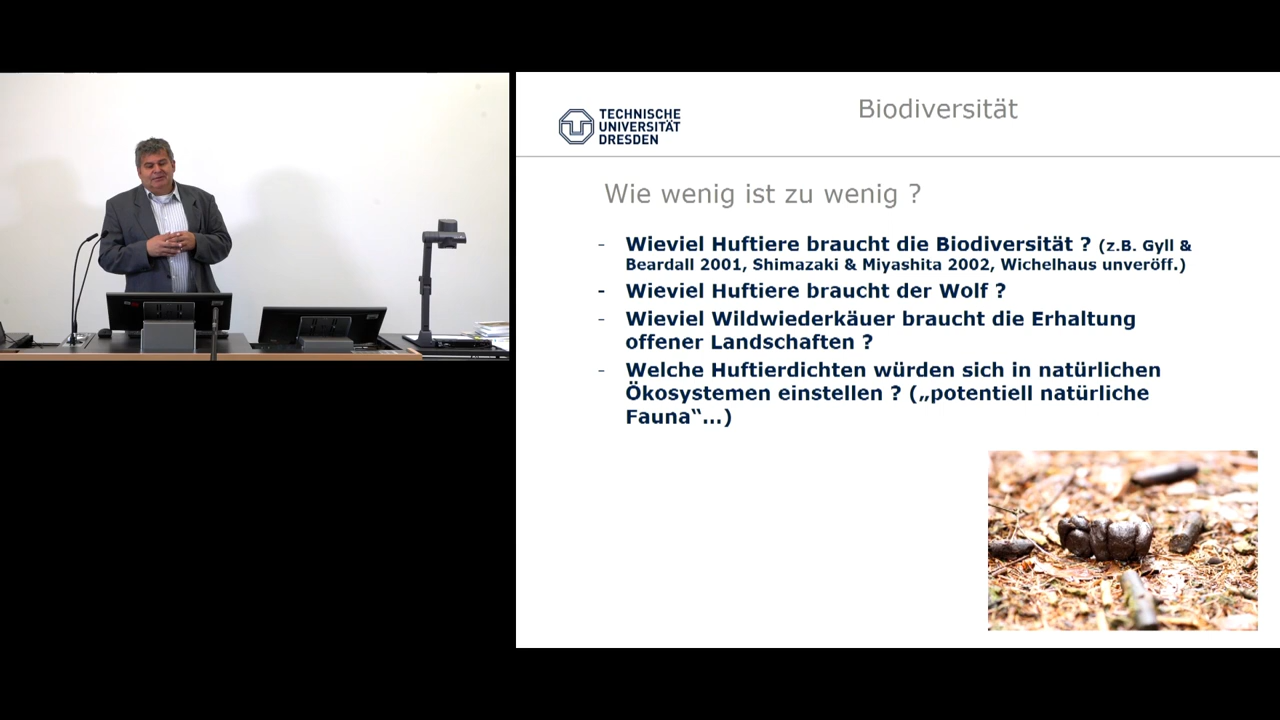 TECHNISCHE
UNIVERSITÄT
DRESDEN
Biodiversität
Wie wenig ist zu wenig ?
- Wieviel Huftiere braucht die Biodiversität ? (z.B. Gyll &
Beardall 2001, Shimazaki & Miyashita 2002, Wichelhaus unveröff.)
- Wieviel Huftiere braucht der Wolf ?
- Wieviel Wildwiederkäuer braucht die Erhaltung
offener Landschaften ?
- Welche Huftierdichten würden sich in natürlichen
Ökosystemen einstellen ? („potentiell natürliche
Fauna“...)